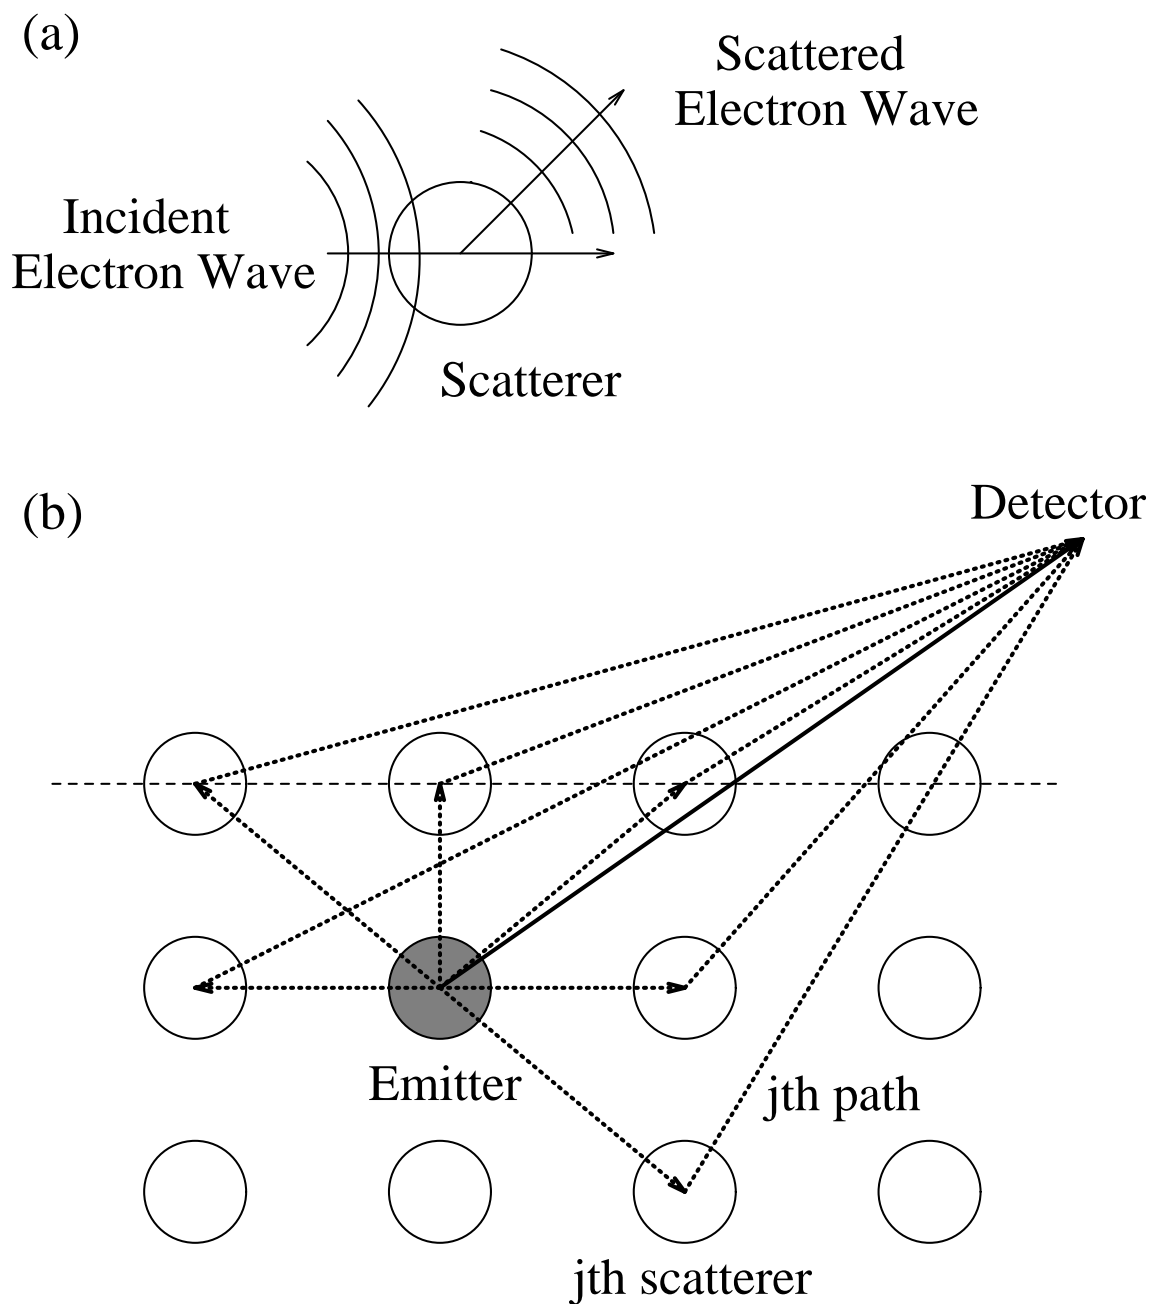 (a)
Scattered
Electron Wave
Incident
Electron Wave
Scatterer
(b)
Detector
Emitter
jth path
jth scatterer